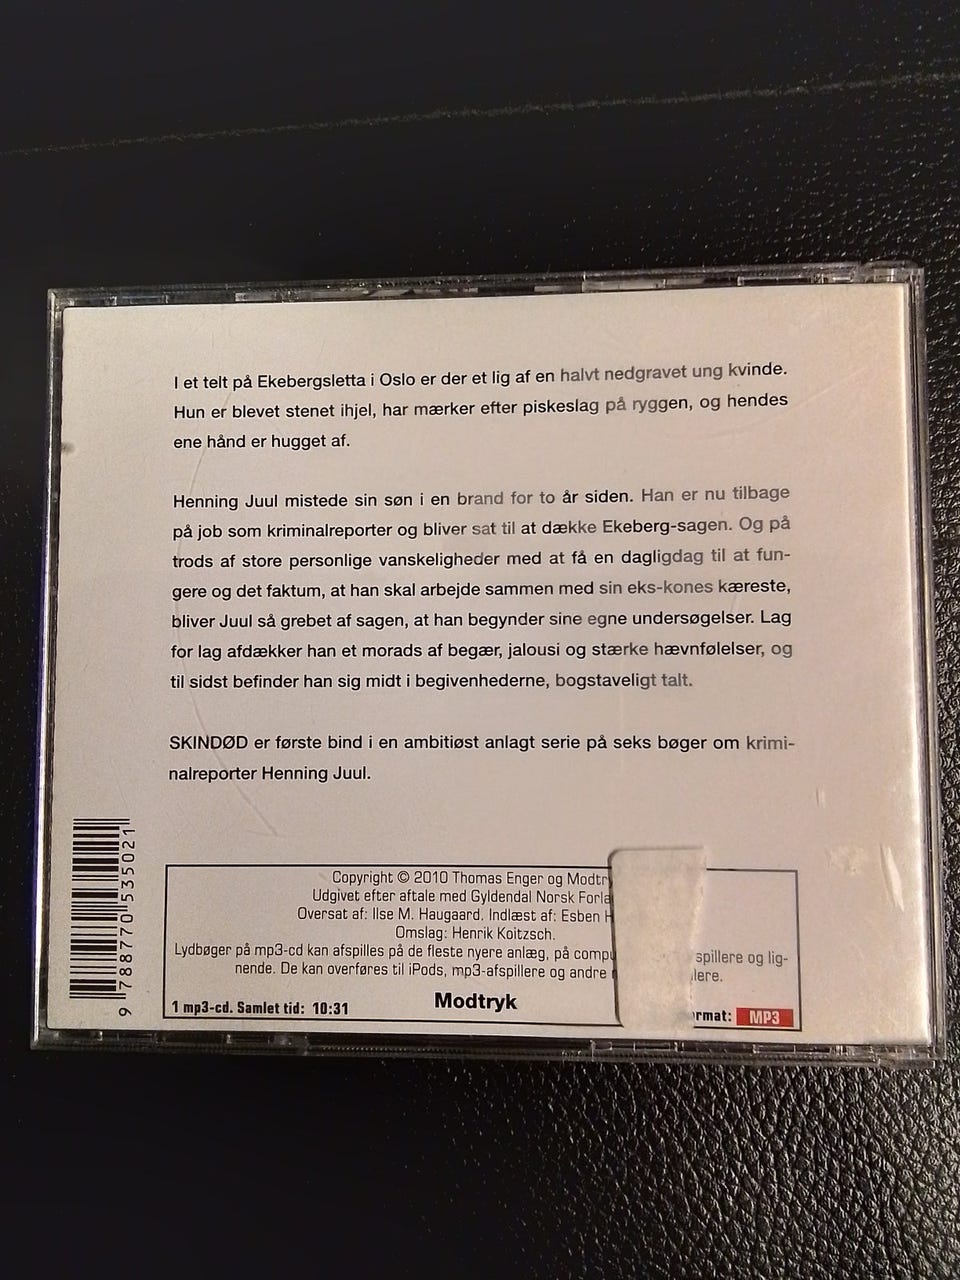 I et telt på Ekebergsletta i Oslo er der et lig af en halvt nedgravet ung kvinde.
Hun er blevet stenet ihjel, har mærker efter piskeslag på ryggen, og hendes
ene hånd er hugget af.
Henning Juul mistede sin søn i en brand for to år siden. Han er nu tilbage
på job som kriminalreporter og bliver sat til at dække Ekeberg-sagen. Og på
trods af store personlige vanskeligheder med at få en dagligdag til at fun-
gere og det faktum, at han skal arbejde sammen med sin eks-kones kæreste,
bliver Juul så grebet af sagen, at han begynder sine egne undersøgelser. Lag
for lag afdækker han et morads af begær, jalousi og stærke hævnfølelser, og
til sidst befinder han sig midt i begivenhederne, bogstaveligt talt.
SKINDØD er første bind i en ambitiøst anlagt serie på seks bøger om krimi-
nalreporter Henning Juul.
9 788770 535021
Copyright © 2010 Thomas Enger og Modtry
Udgivet efter aftale med Gyldendal Norsk Forla
Oversat af: Ilse M. Haugaard. Indlæst af: Esben H
Omslag: Henrik Koitzsch.
Lydbøger på mp3-cd kan afspilles på de fleste nyere anlæg, på compu spillere og lig-
nende. De kan overføres til iPods, mp3-afspillere og andre lere.
1 mp3-cd. Samlet tid: 10:31 Modtryk rmat: MP3